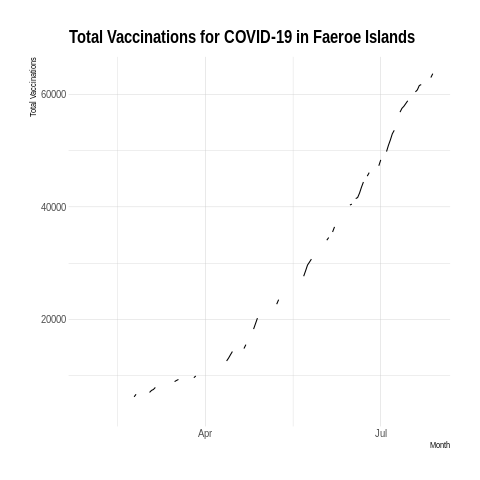 Total Vaccinations for COVID-19 in Faeroe Islands
Total Vaccinations
60000
40000
20000
Apr
Jul
Month